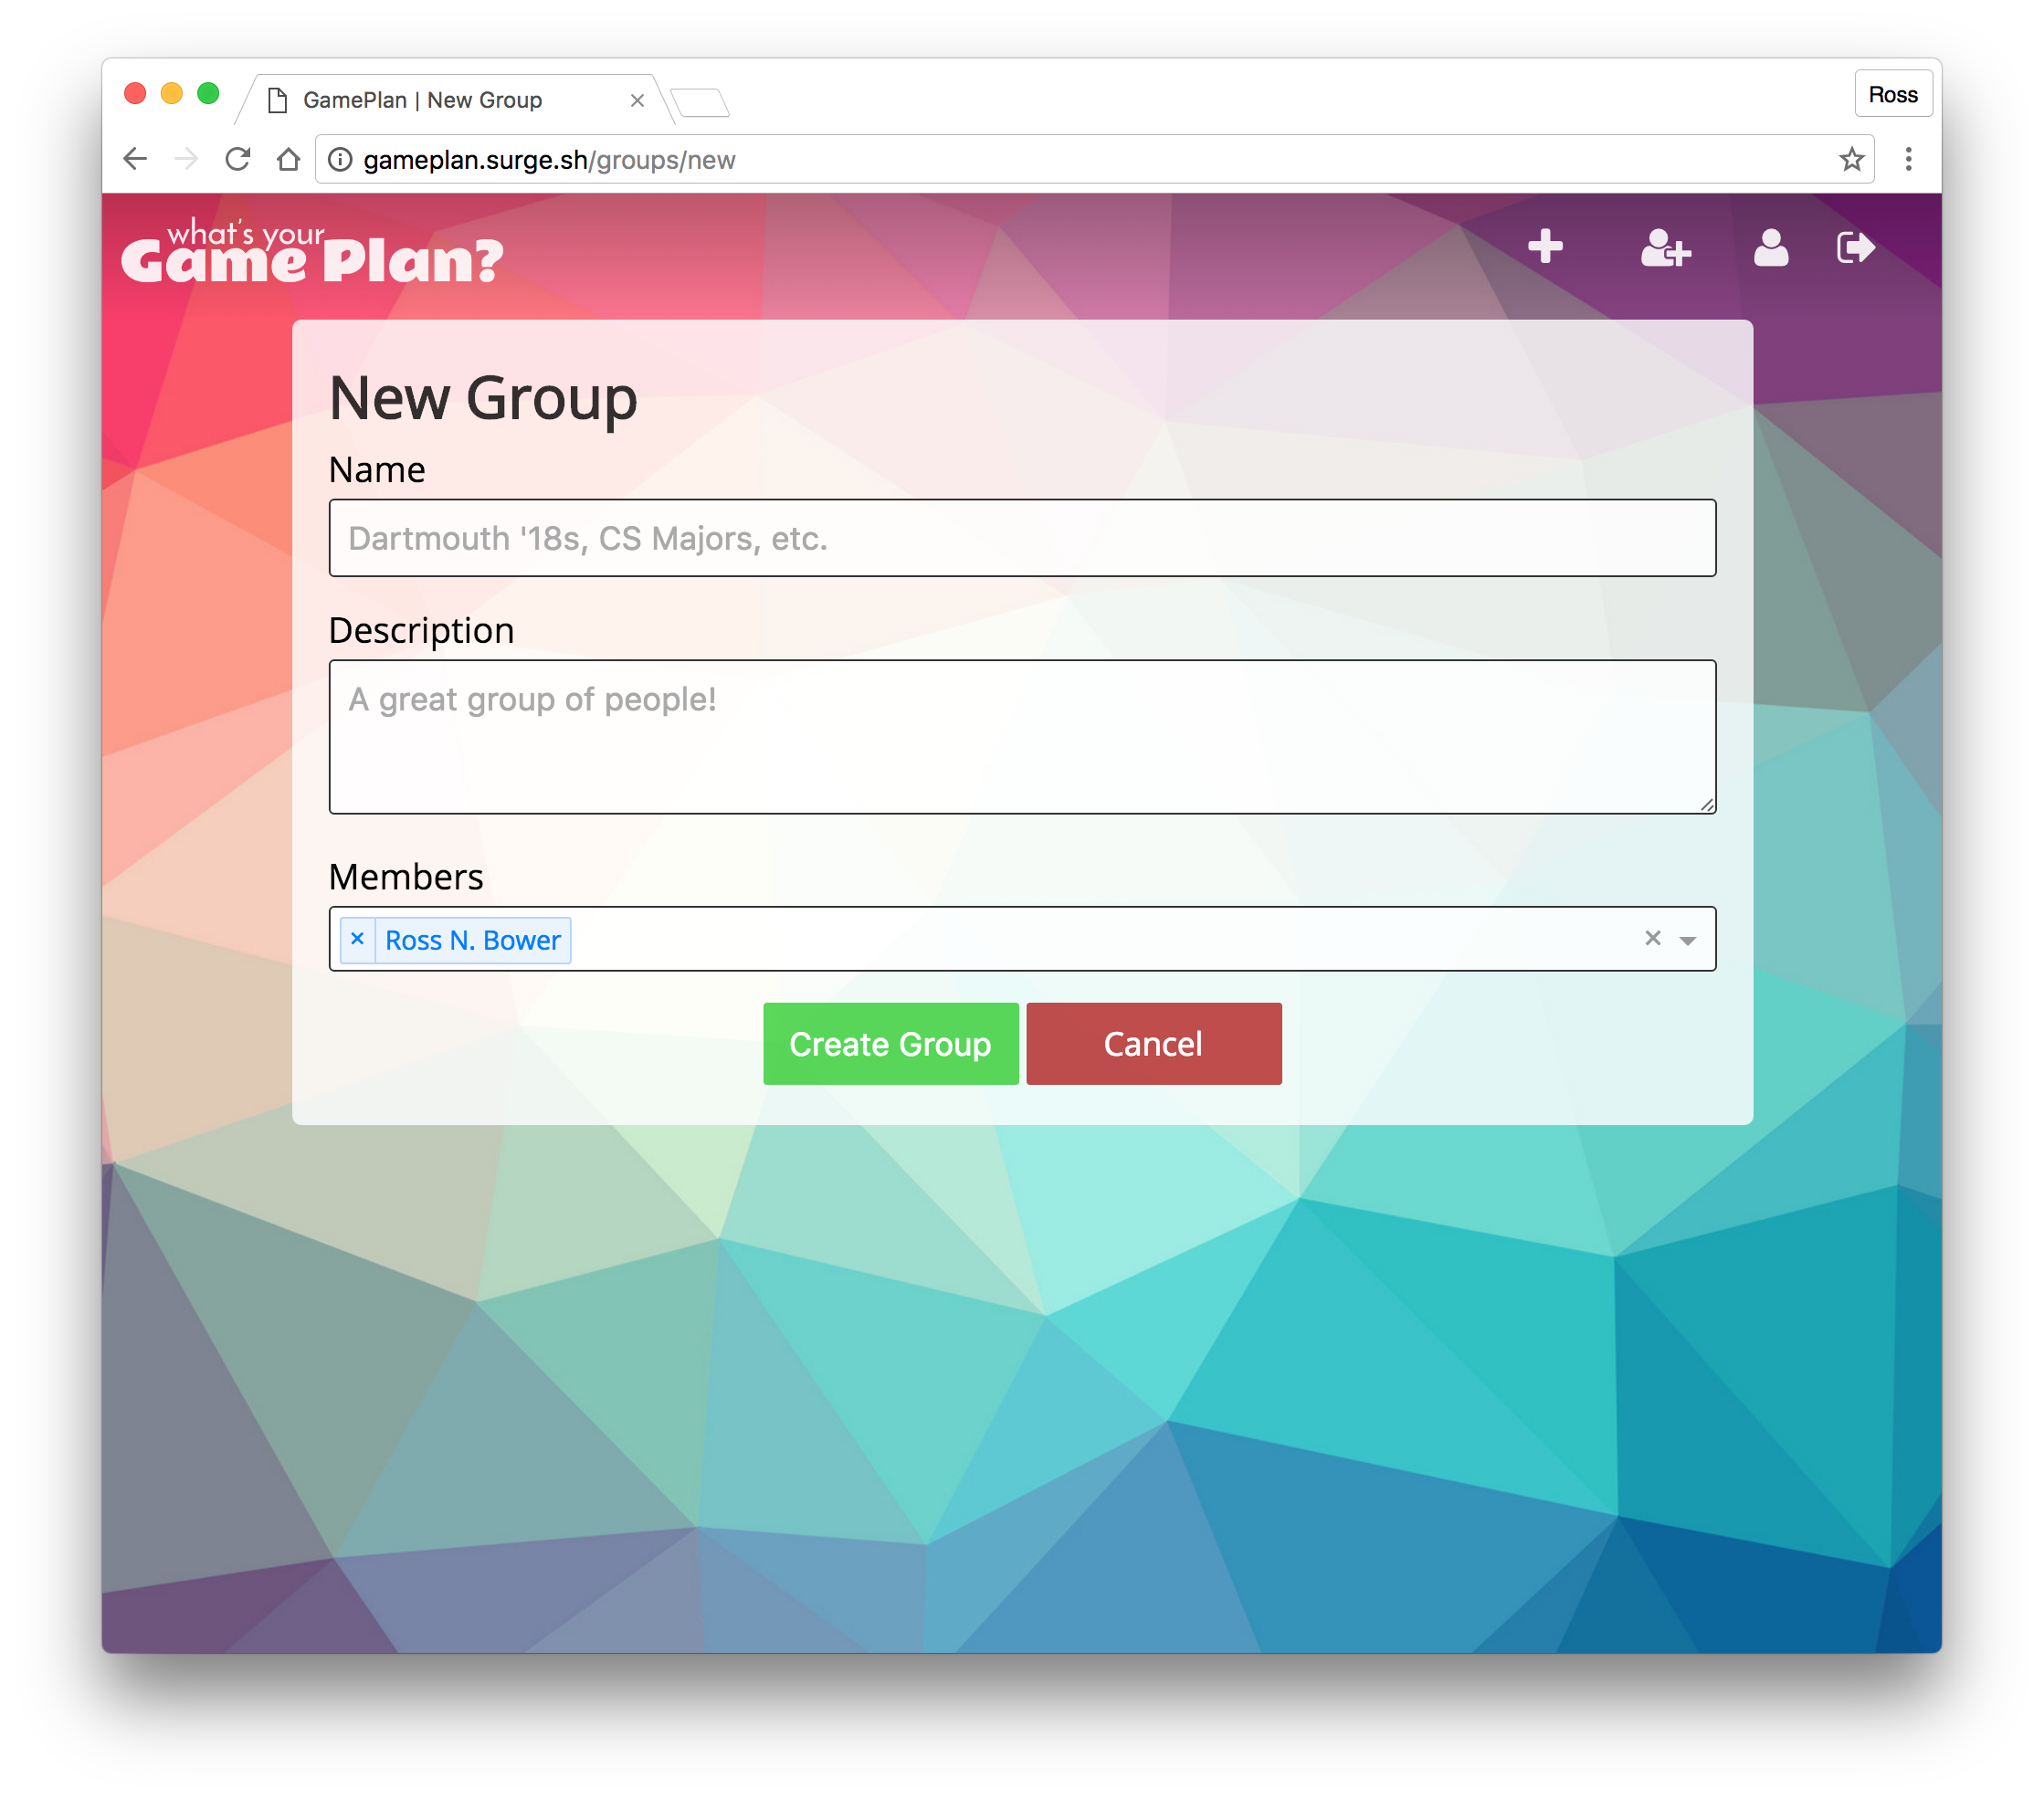 GamePlan | New Group
Ross
gameplan.surge.sh/groups/new
what's your
Game Plan?
New Group
Name
Dartmouth '18s, CS Majors, etc.
Description
A great group of people!
Members
× Ross N. Bower
Create Group
Cancel